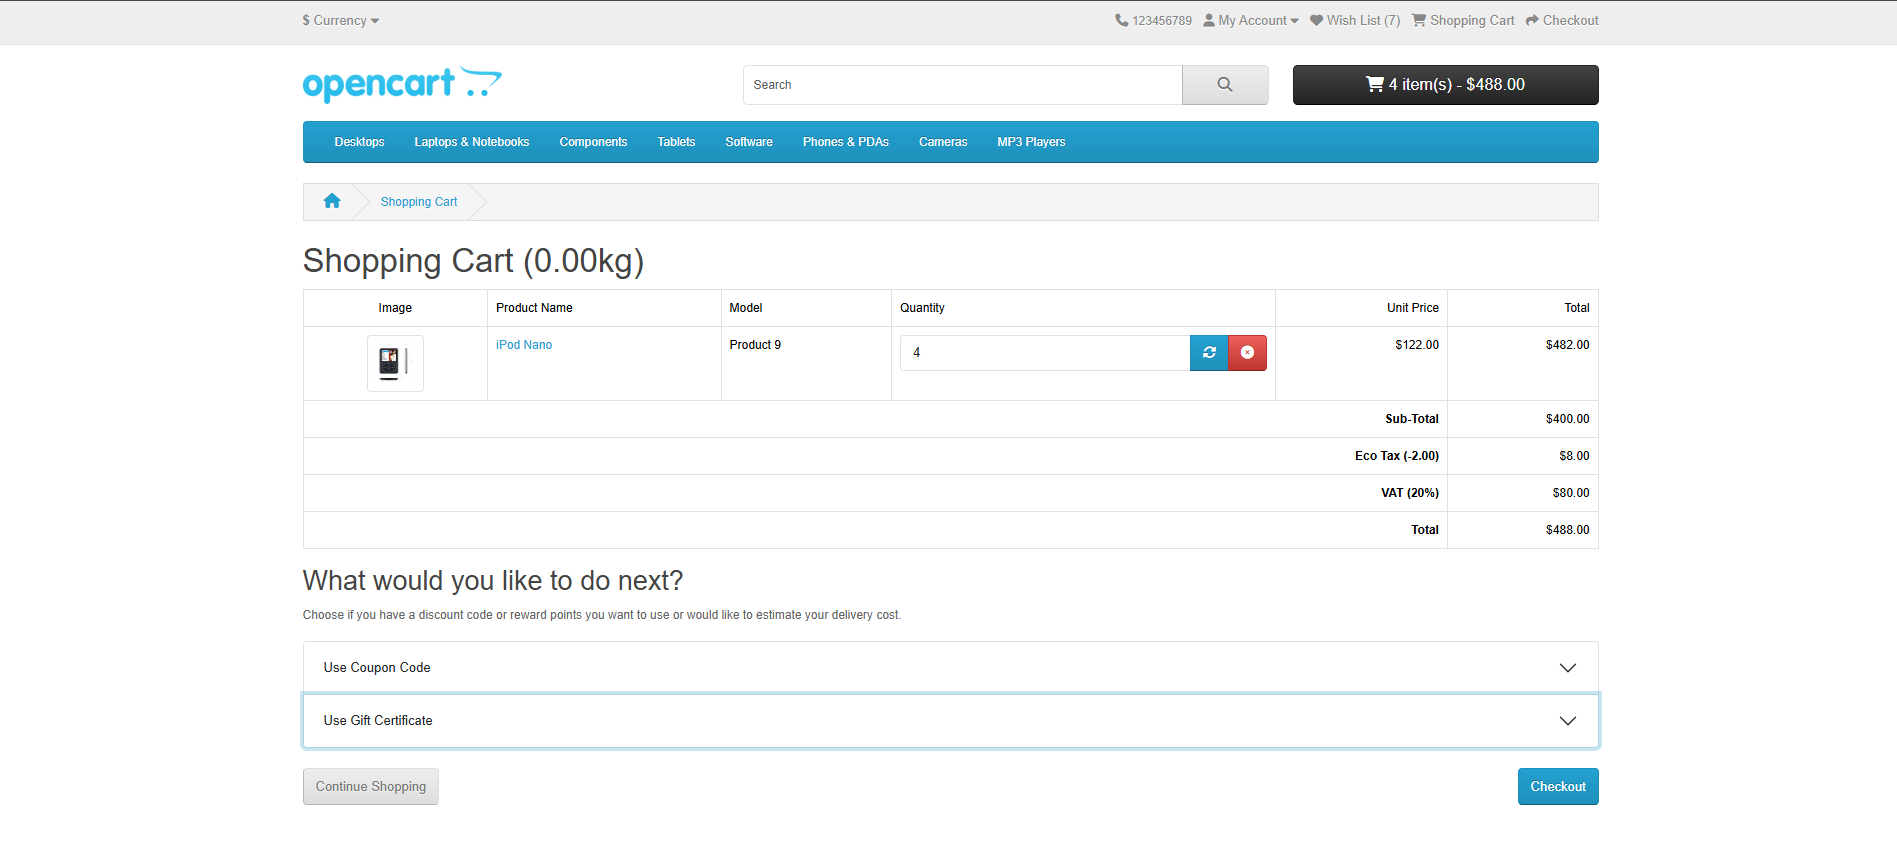 $ Currency
123456789 My Account Wish List (7) Shopping Cart Checkout
opencart
Search
4 item(s) - $488.00
Desktops Laptops & Notebooks Components Tablets Software Phones & PDAs Cameras MP3 Players
Shopping Cart
Shopping Cart (0.00kg)
Image Product Name Model Quantity Unit Price Total
iPod Nano Product 9 4 $122.00 $482.00
Sub-Total $400.00
Eco Tax (-2.00) $8.00
VAT (20%) $80.00
Total $488.00
What would you like to do next?
Choose if you have a discount code or reward points you want to use or would like to estimate your delivery cost.
Use Coupon Code
Use Gift Certificate
Continue Shopping Checkout